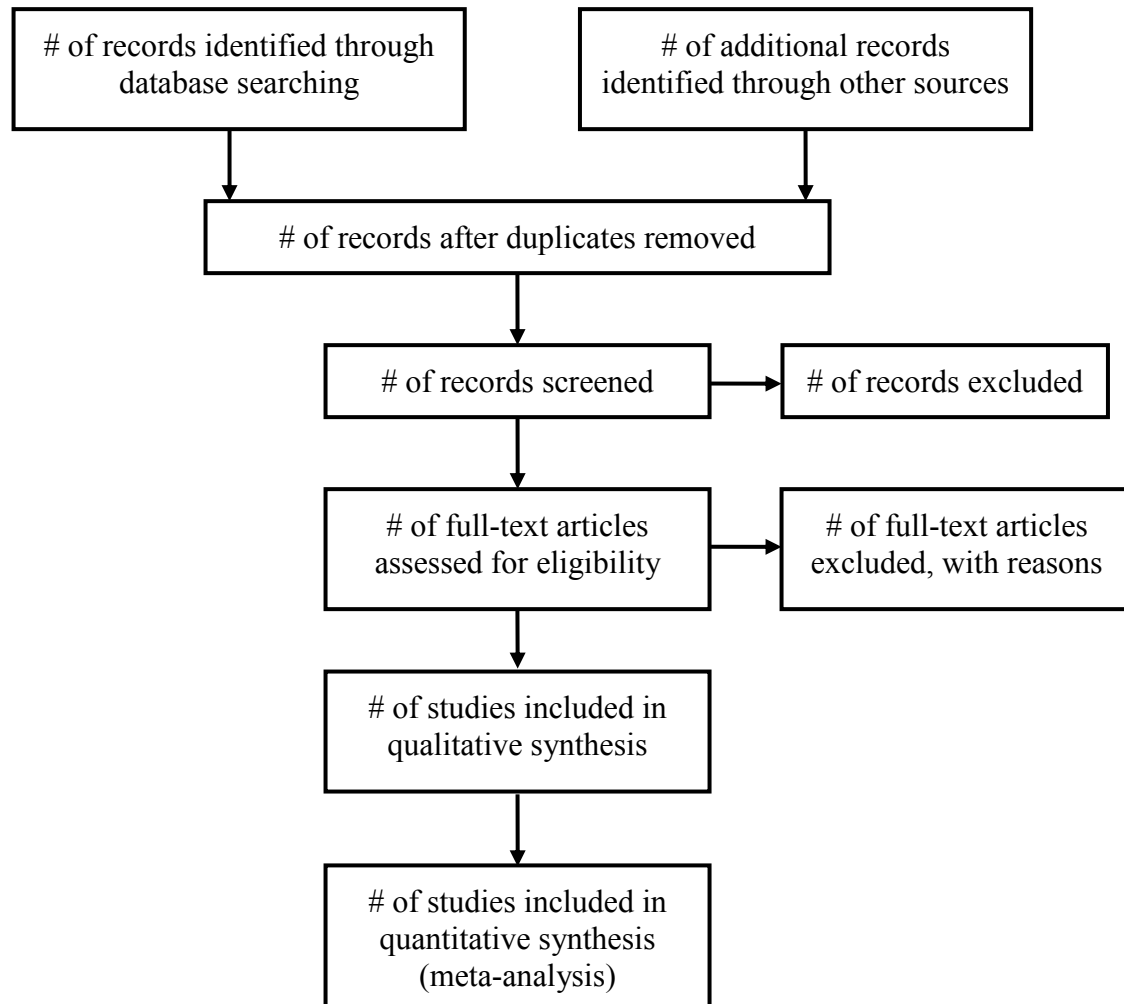 # of records identified through
database searching
# of additional records
identified through other sources
# of records after duplicates removed
# of records screened
# of records excluded
# of full-text articles
assessed for eligibility
# of full-text articles
excluded, with reasons
# of studies included in
qualitative synthesis
# of studies included in
quantitative synthesis
(meta-analysis)